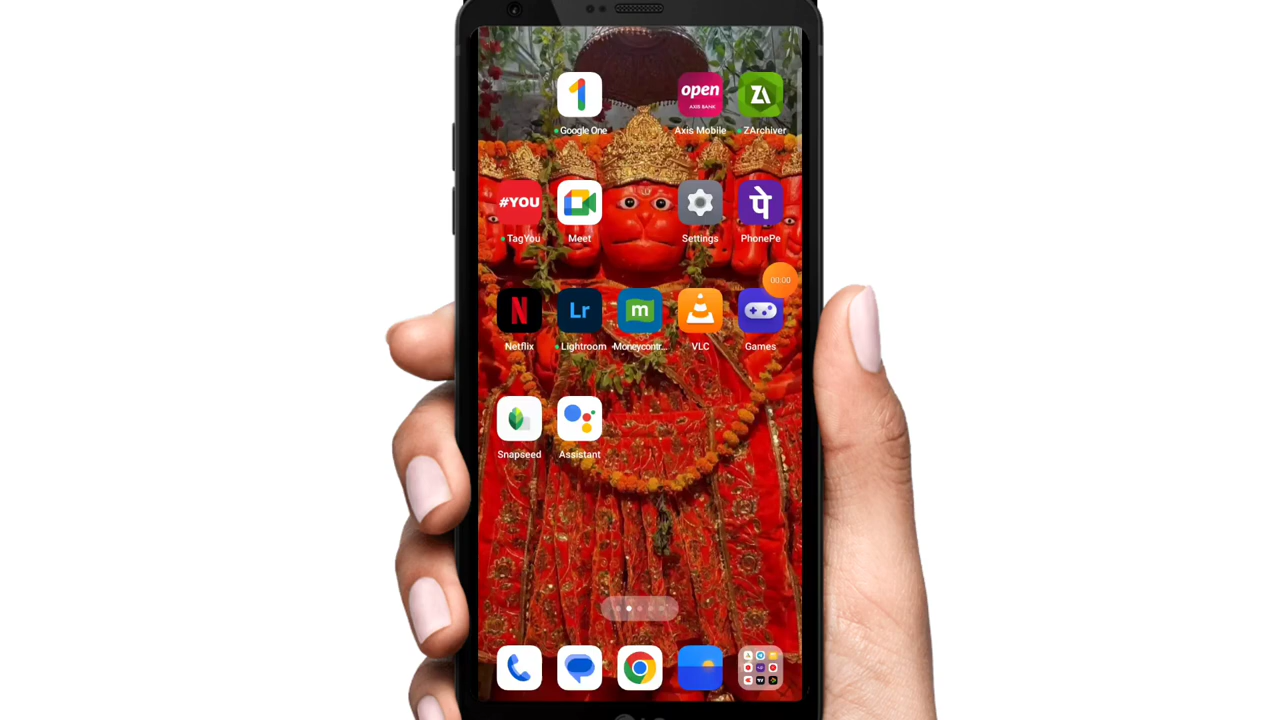 Google One
open
AXIS BANK
Axis Mobile
ZA
ZArchiver
#YOU
TagYou
Meet
Settings
पे
PhonePe
00:00
N
Netflix
Lr
Lightroom
m
Moneycontr...
VLC
Games
Snapseed
Assistant